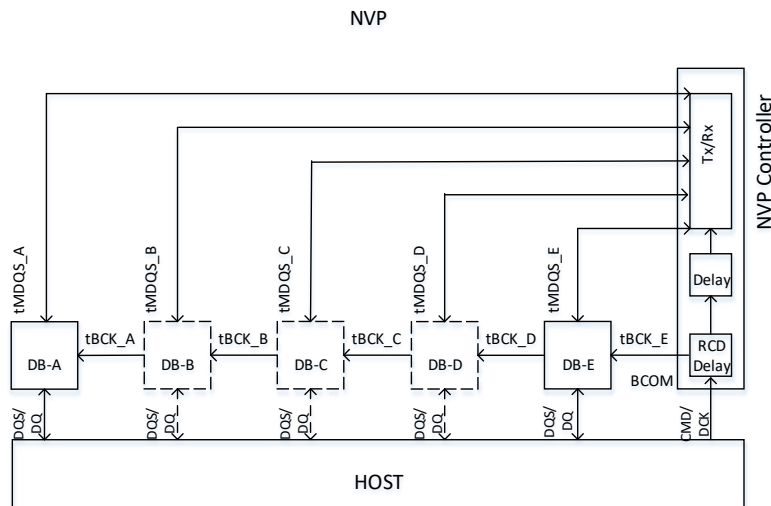 NVP
NVP Controller
Tx/Rx
tMDQS_A
tMDQS_B
tMDQS_C
tMDQS_D
tMDQS_E
Delay
tBCK_A
tBCK_B
tBCK_C
tBCK_D
tBCK_E
RCD
Delay
DB-A
DB-B
DB-C
DB-D
DB-E
BCOM
DQS/
DQ
DQS/
DQ
DQS/
DQ
DQS/
DQ
DQS/
DQ
CMD/
DCK
HOST